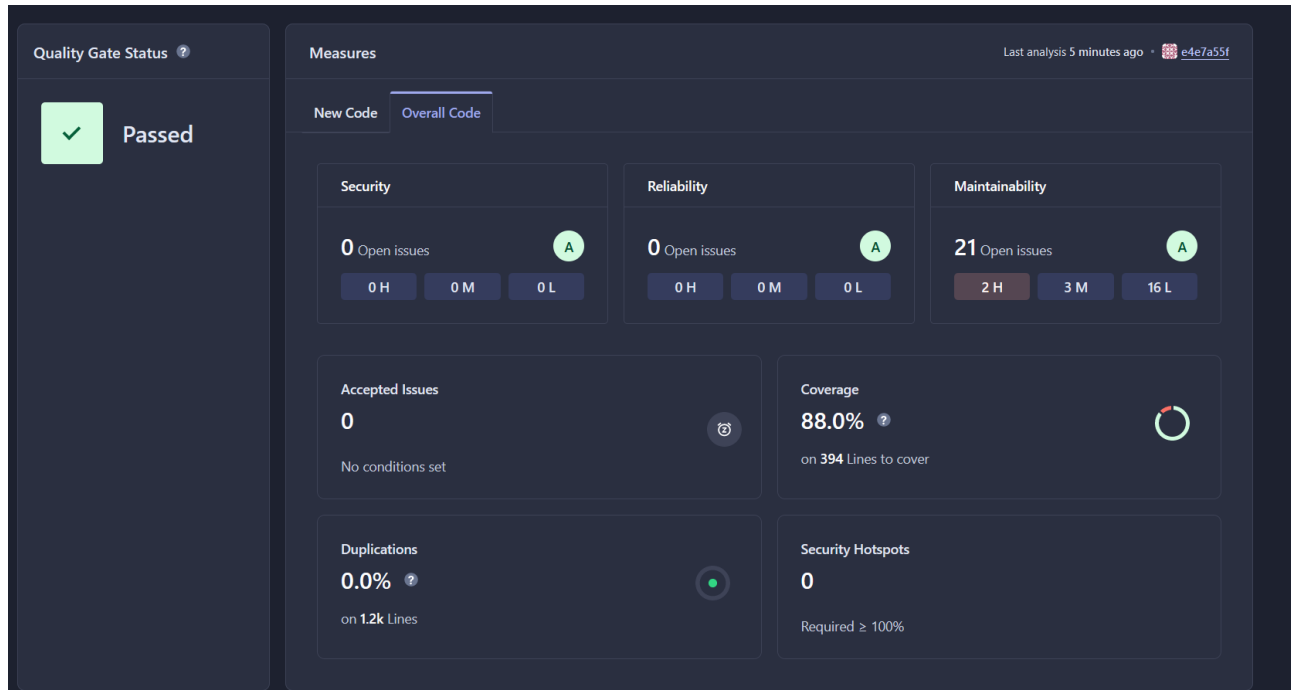 Quality Gate Status ?
Passed
Measures
Last analysis 5 minutes ago • e4e7a55f
New Code
Overall Code
Security
0 Open issues
A
0 H
0 M
0 L
Reliability
0 Open issues
A
0 H
0 M
0 L
Maintainability
21 Open issues
A
2 H
3 M
16 L
Accepted Issues
0
No conditions set
Coverage
88.0% ?
on 394 Lines to cover
Duplications
0.0% ?
on 1.2k Lines
Security Hotspots
0
Required ≥ 100%